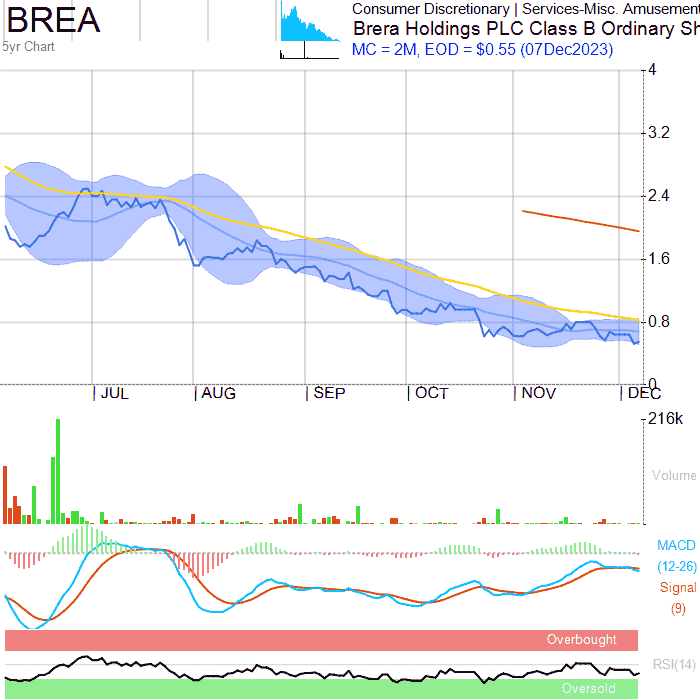 BREA
5yr Chart
Consumer Discretionary | Services-Misc. Amusement
Brera Holdings PLC Class B Ordinary Sh
MC = 2M, EOD = $0.55 (07Dec2023)
4
3.2
2.4
1.6
0.8
0
JUL AUG SEP OCT NOV DEC
216k
Volume
MACD
(12-26)
Signal
(9)
Overbought
RSI(14)
Oversold